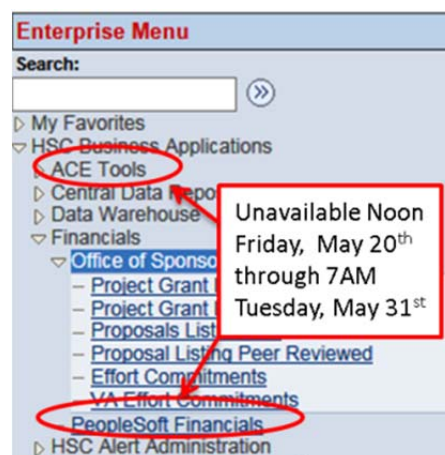 Enterprise Menu
Search:
My Favorites
HSC Business Applications
ACE Tools
Central Data Repo
Data Warehouse
Financials
Office of Sponso
Project Grant
Project Grant
Proposals List
Proposal Listing Peer Reviewed
Effort Commitments
VA Effort Commitments
PeopleSoft Financials
HSC Alert Administration
Unavailable Noon
Friday, May 20th
through 7AM
Tuesday, May 31st